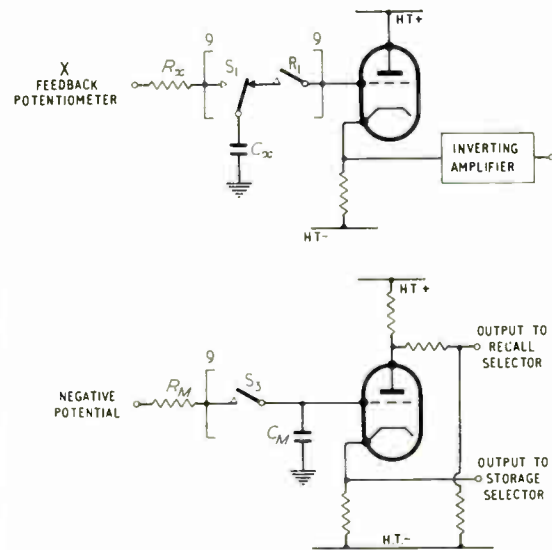 HT+
9
9
X
FEEDBACK
POTENTIOMETER
Rx
S1
R1
Cx
INVERTING
AMPLIFIER
HT-
HT+
OUTPUT TO
RECALL
SELECTOR
9
NEGATIVE
POTENTIAL
RM
S3
CM
OUTPUT TO
STORAGE
SELECTOR
H.T.-